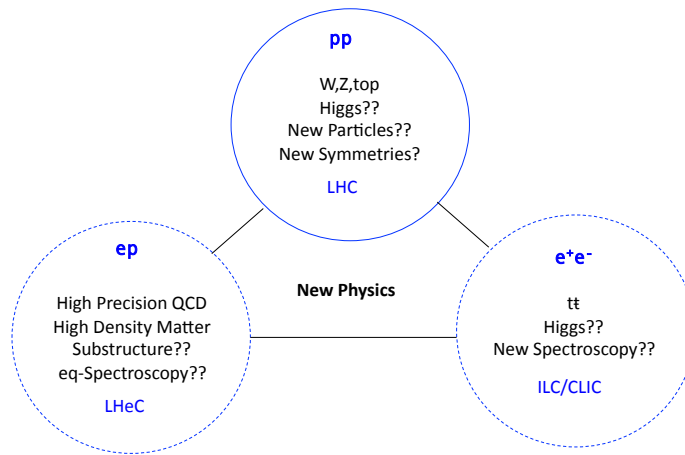 pp
W,Z,top
Higgs??
New Particles??
New Symmetries?
LHC
ep
High Precision QCD
High Density Matter
Substructure??
eq-Spectroscopy??
LHeC
New Physics
e⁺e⁻
tŧ
Higgs??
New Spectroscopy??
ILC/CLIC